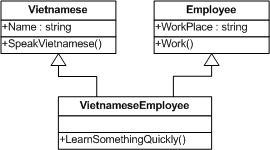 Vietnamese
+Name : string
+SpeakVietnamese()
Employee
+WorkPlace : string
+Work()
VietnameseEmployee
+LearnSomethingQuickly()